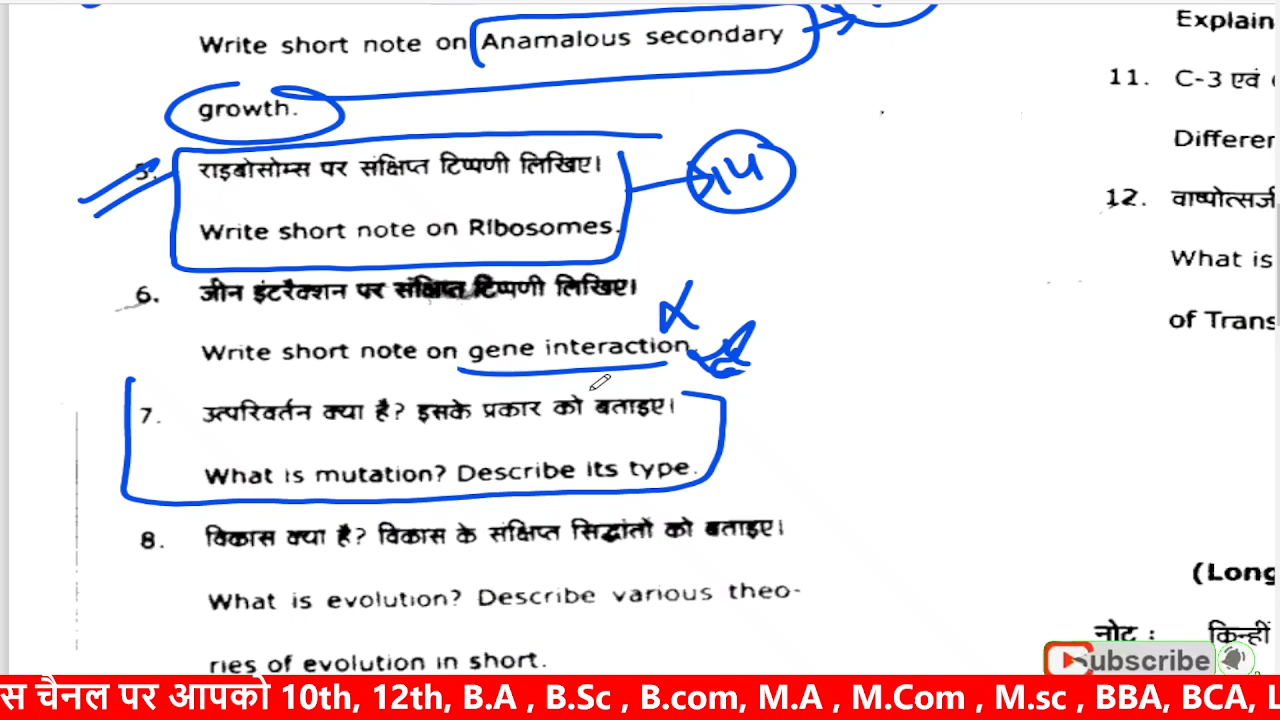 Write short note on Anamalous secondary
growth.
5. राइबोसोम्स पर संक्षिप्त टिप्पणी लिखिए।
Write short note on Ribosomes.
6. जीन इंटरैक्शन पर संक्षिप्त टिप्पणी लिखिए।
Write short note on gene interaction.
7. उत्परिवर्तन क्या है? इसके प्रकार को बताइए।
What is mutation? Describe its type.
8. विकास क्या है? विकास के संक्षिप्त सिद्धांतों को बताइए।
What is evolution? Describe various theo-
ries of evolution in short.
Explain
11. C-3 एवं
Differen
12. वाष्पोत्सर्ज
What is
of Trans
(Long
नोट : किन्हीं
Subscribe
स चैनल पर आपको 10th, 12th, B.A , B.Sc , B.com, M.A , M.Com , M.sc , BBA, BCA, L